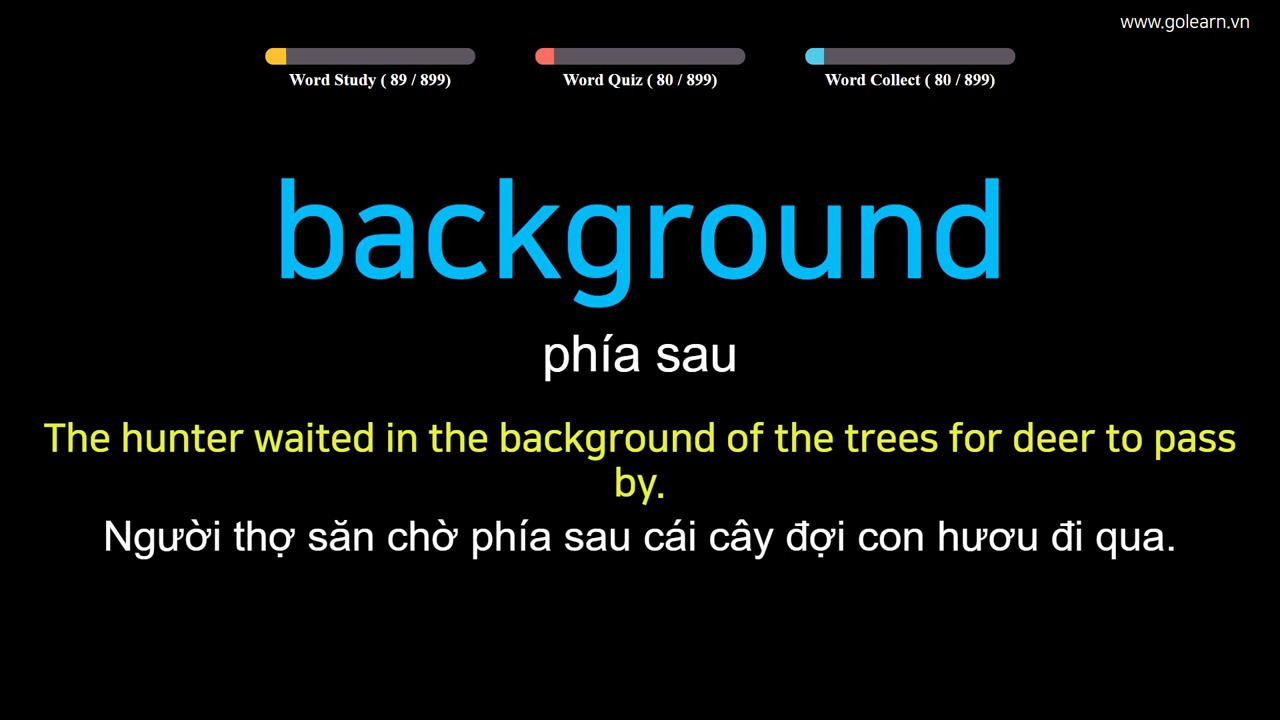 www.golearn.vn
Word Study ( 89 / 899)
Word Quiz ( 80 / 899)
Word Collect ( 80 / 899)
background
phía sau
The hunter waited in the background of the trees for deer to pass
by.
Người thợ săn chờ phía sau cái cây đợi con hươu đi qua.